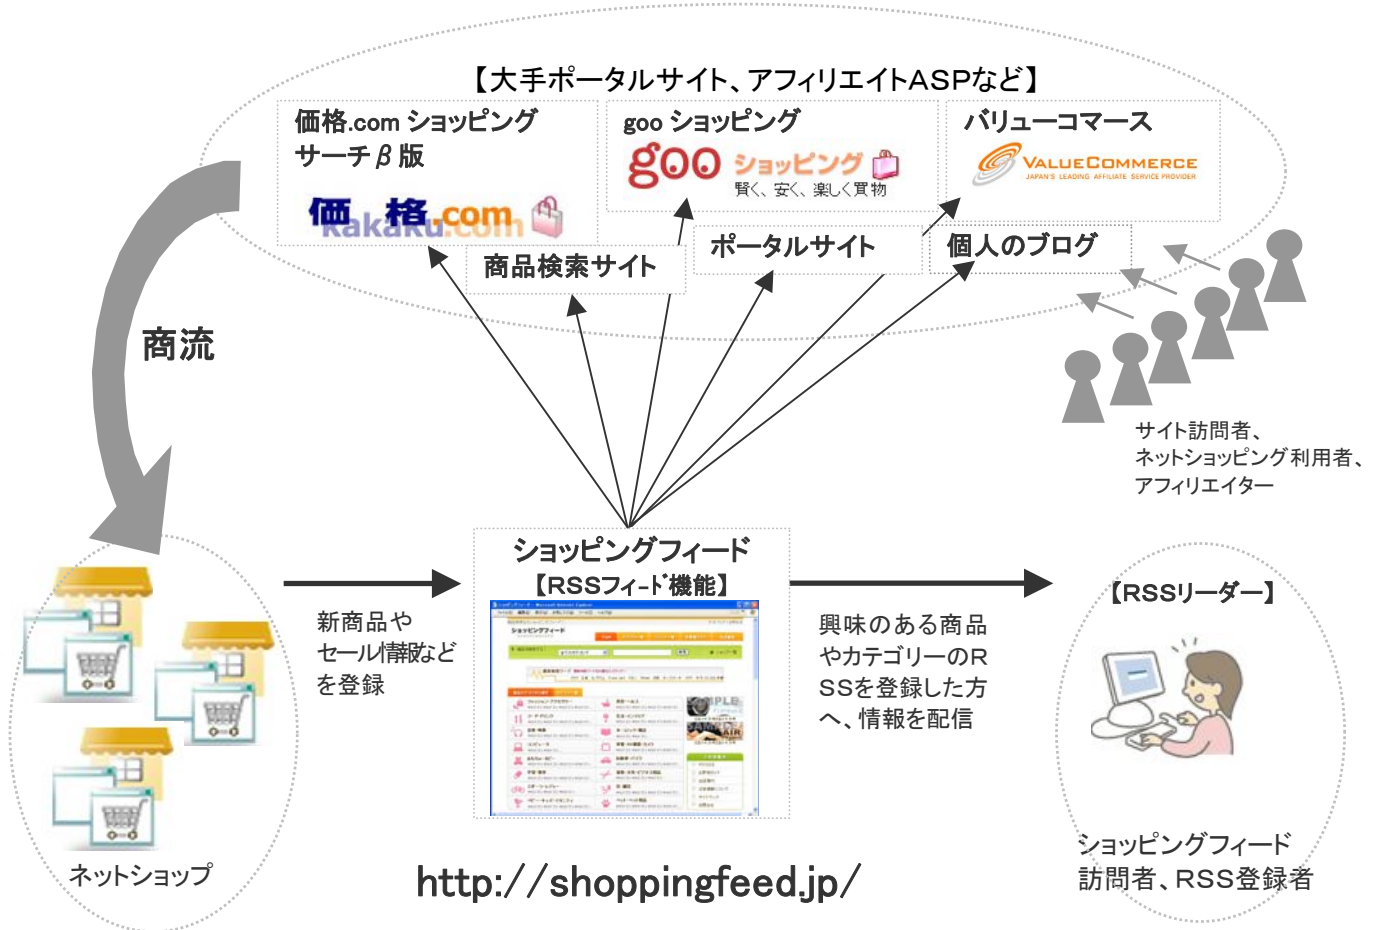 【大手ポータルサイト、アフィリエイトASPなど】
価格.com ショッピング
サーチβ版
価格.com
kakaku.com
goo ショッピング
goo ショッピング
賢く、安く、楽しく買物
バリューコマース
VALUECOMMERCE
JAPAN'S LEADING AFFILIATE SERVICE PROVIDER
商品検索サイト
ポータルサイト
個人のブログ
商流
サイト訪問者、
ネットショッピング利用者、
アフィリエイター
ショッピングフィード
【RSSフィード機能】
ショッピングフィード
新商品や
セール情報など
を登録
興味のある商品
やカテゴリーのR
SSを登録した方
へ、情報を配信
【RSSリーダー】
ネットショップ
http://shoppingfeed.jp/
ショッピングフィード
訪問者、RSS登録者